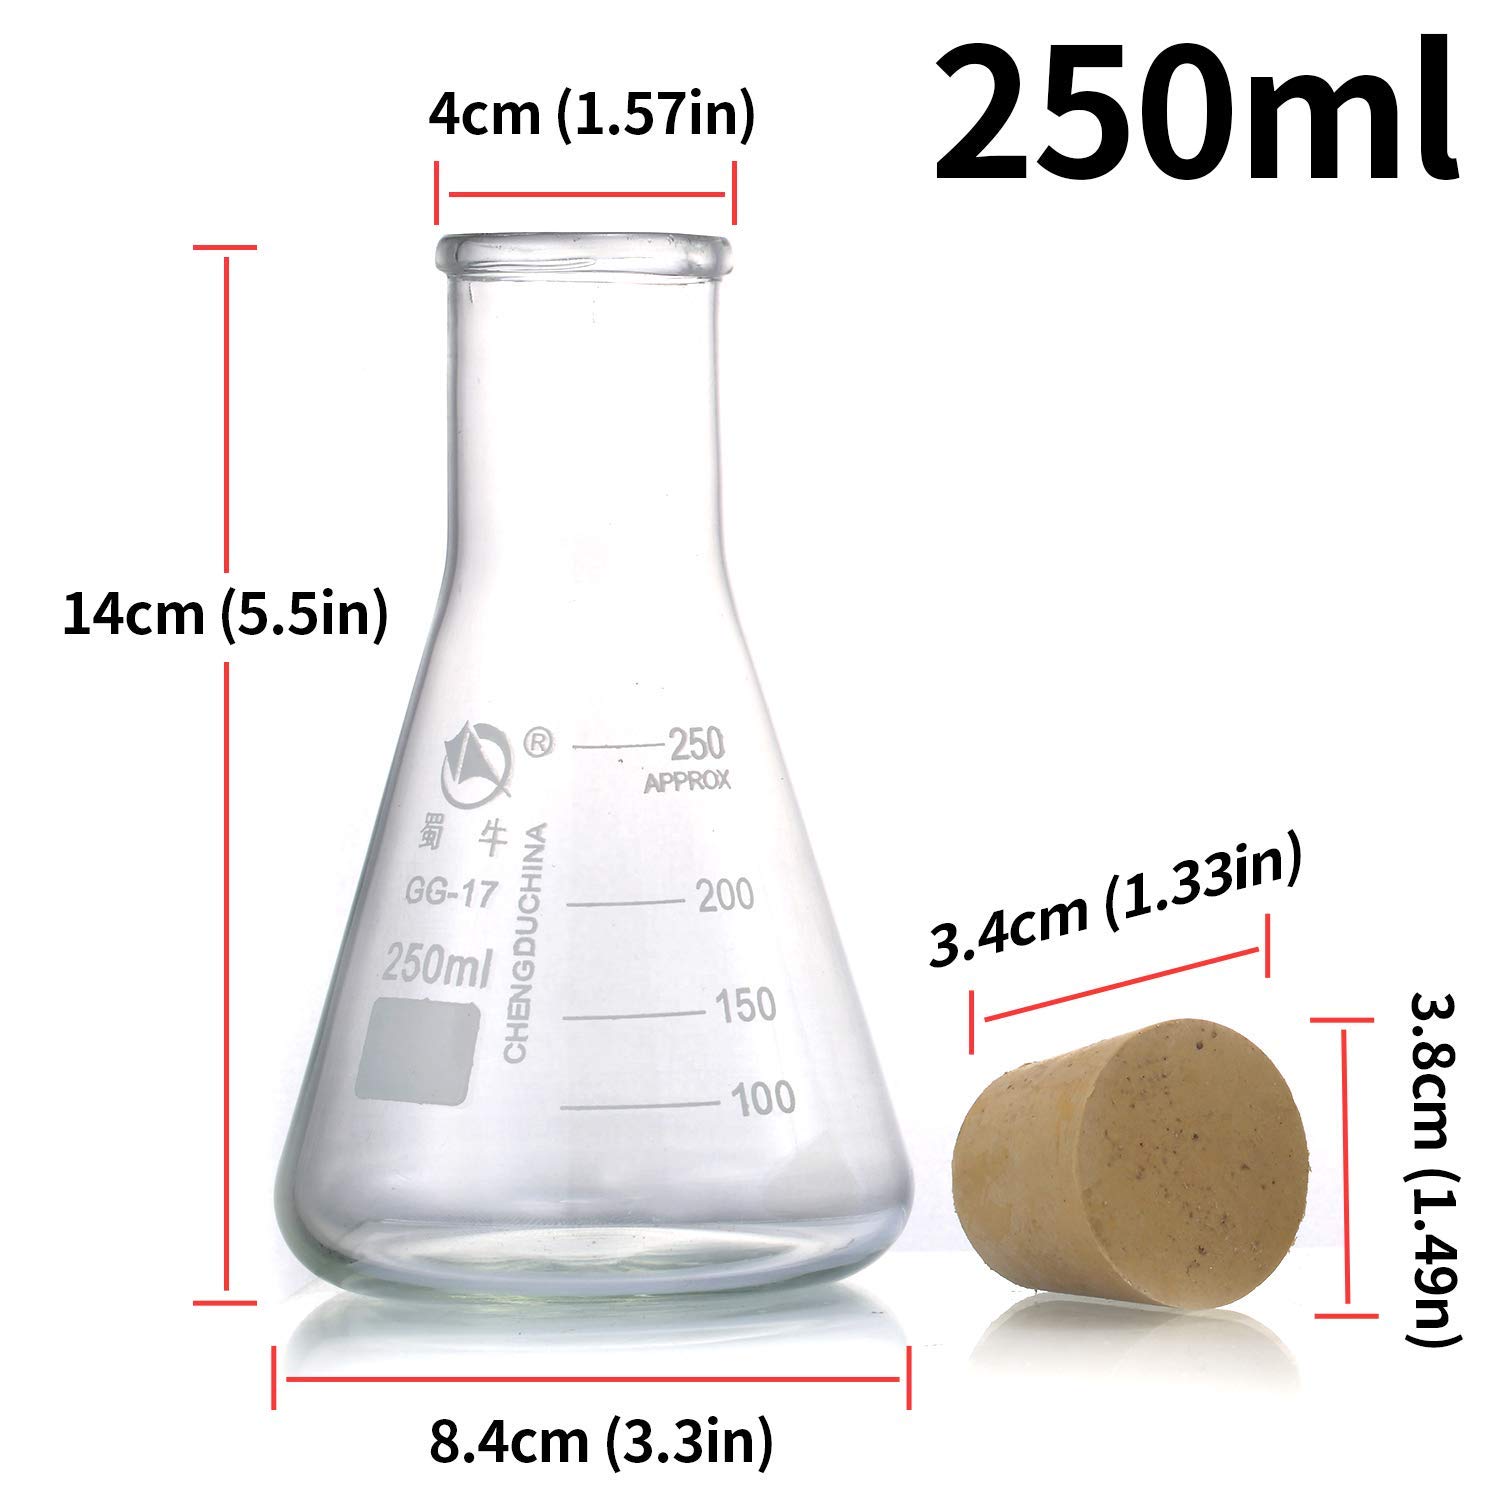 250ml
4cm (1.57in)
14cm (5.5in)
®
250
APPROX
蜀 牛
GG-17
250ml
CHENGDUCHINA
200
150
100
3.4cm (1.33in)
3.8cm (1.49n)
8.4cm (3.3in)